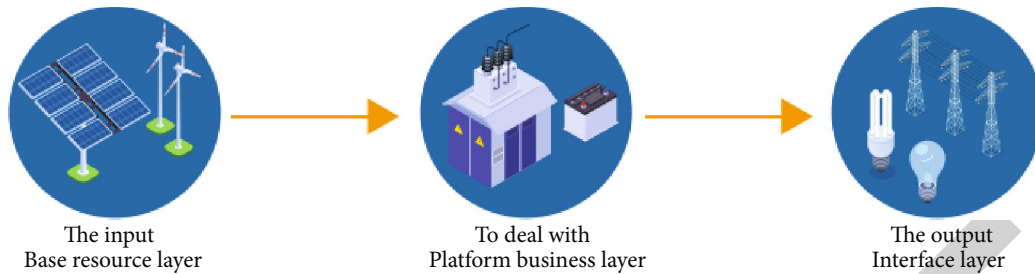 The input
Base resource layer
To deal with
Platform business layer
The output
Interface layer